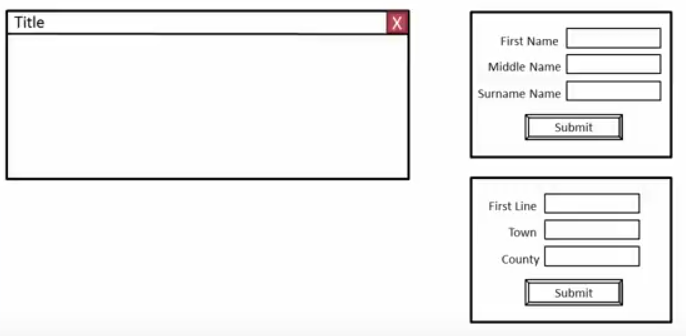 Title X
First Name
Middle Name
Surname Name
Submit
First Line
Town
County
Submit